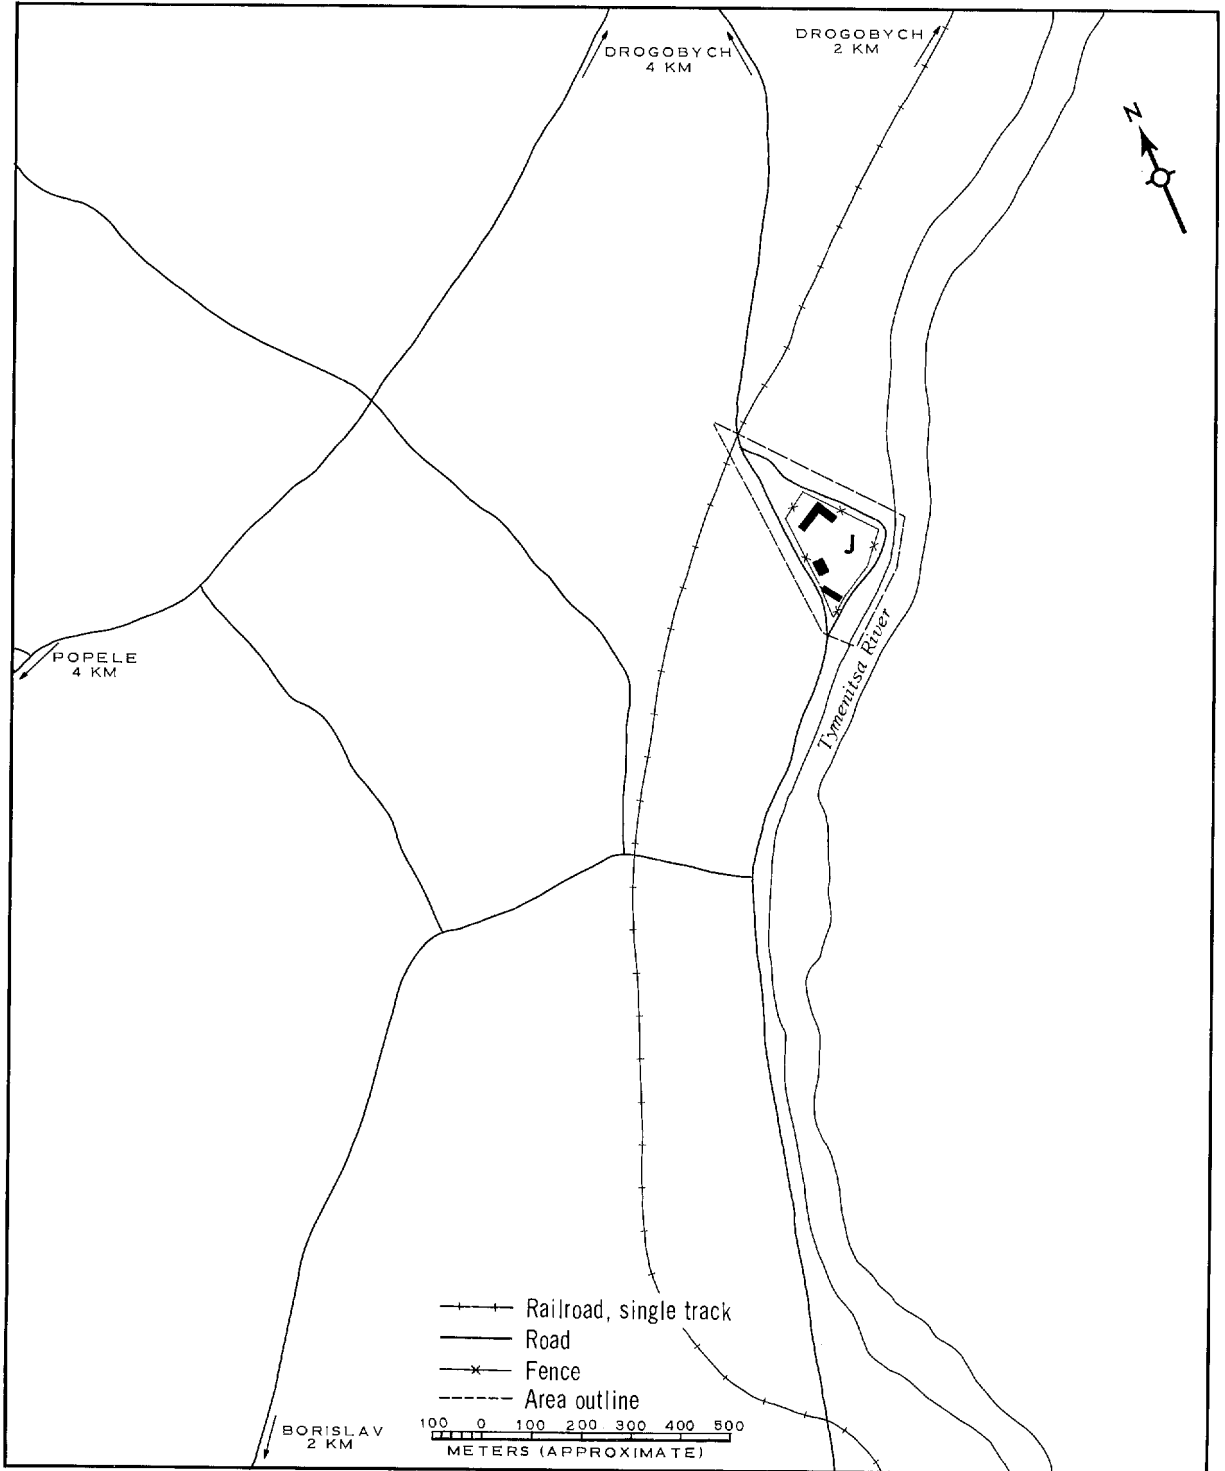 DROGOBYCH
4 KM
DROGOBYCH
2 KM
N
J
Tymenitsa River
POPELE
4 KM
Railroad, single track
Road
Fence
Area outline
BORISLAV
2 KM
100 0 100 200 300 400 500
METERS (APPROXIMATE)